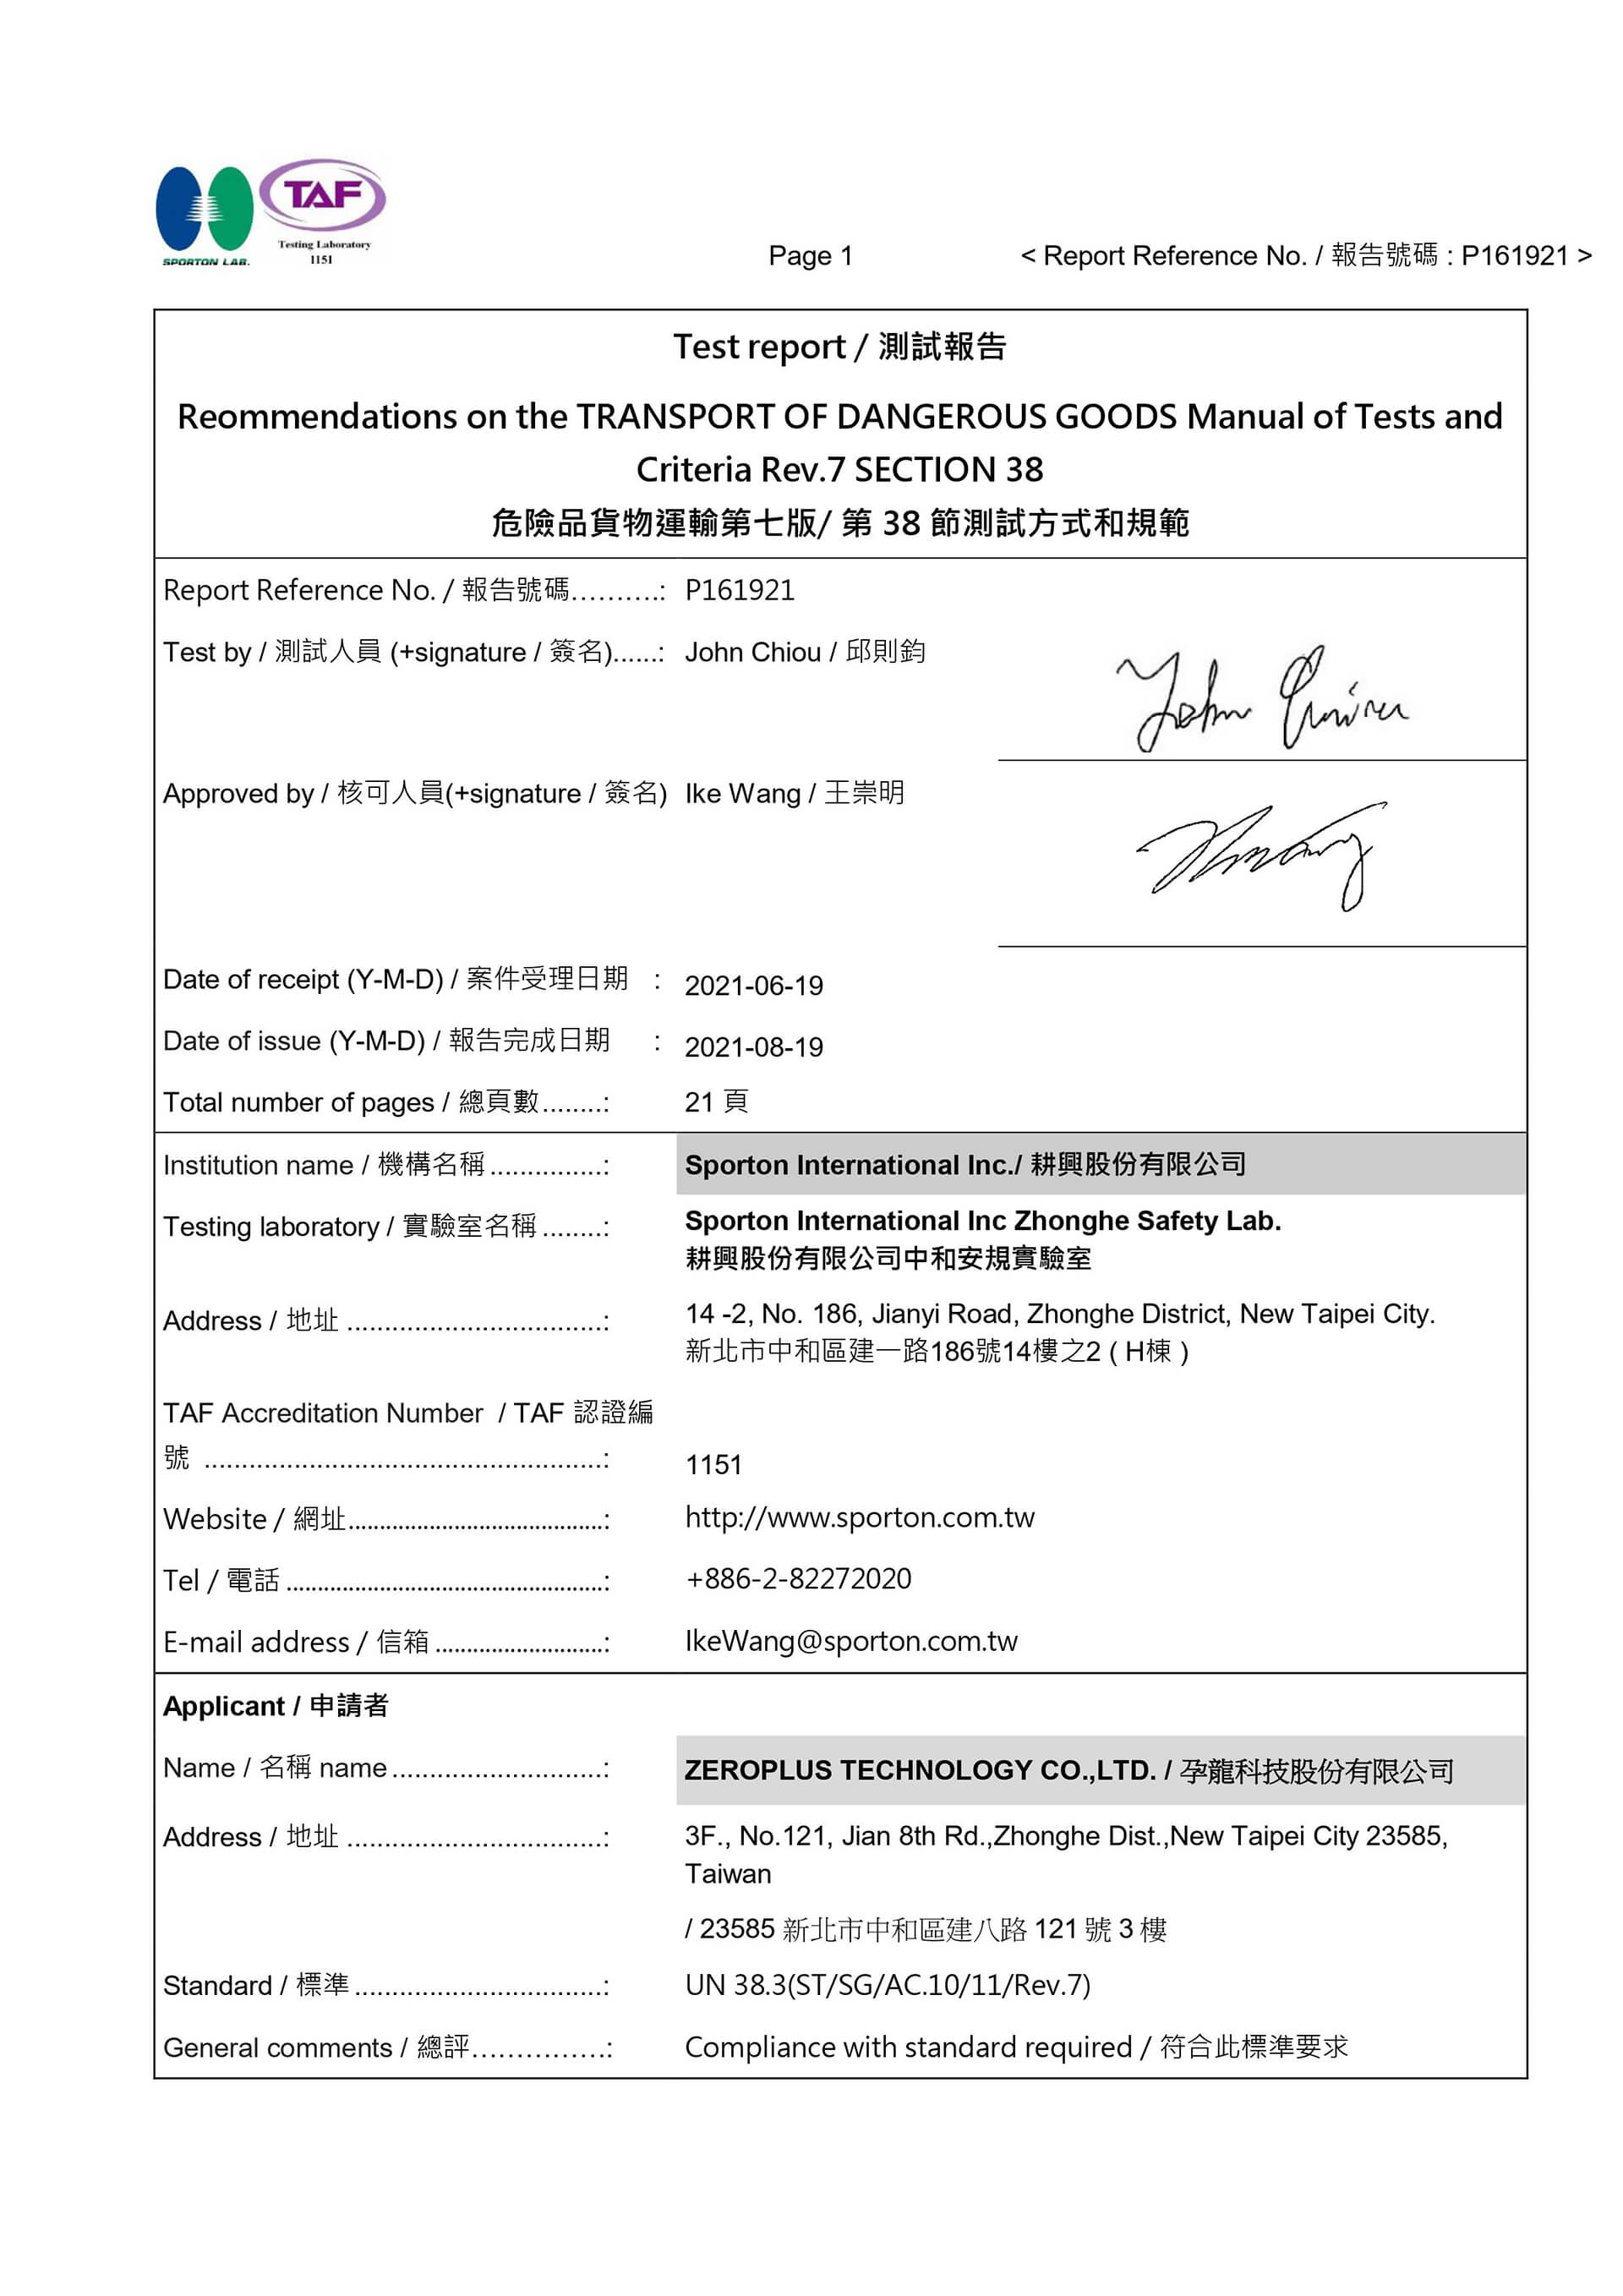 TAF
Testing Laboratory
1151
SPORTON LAB.
Page 1
< Report Reference No. / 報告號碼 : P161921 >
Test report / 測試報告
Reommendations on the TRANSPORT OF DANGEROUS GOODS Manual of Tests and
Criteria Rev.7 SECTION 38
危險品貨物運輸第七版/ 第 38 節測試方式和規範
Report Reference No. / 報告號碼..........: P161921
Test by / 測試人員 (+signature / 簽名)......: John Chiou / 邱則鈞
John Chiou
Approved by / 核可人員(+signature / 簽名) Ike Wang / 王崇明
Date of receipt (Y-M-D) / 案件受理日期 : 2021-06-19
Date of issue (Y-M-D) / 報告完成日期 : 2021-08-19
Total number of pages / 總頁數........: 21 頁
Institution name / 機構名稱...............: Sporton International Inc./ 耕興股份有限公司
Testing laboratory / 實驗室名稱........: Sporton International Inc Zhonghe Safety Lab.
耕興股份有限公司中和安規實驗室
Address / 地址..................................: 14 -2, No. 186, Jianyi Road, Zhonghe District, New Taipei City.
新北市中和區建一路186號14樓之2 ( H棟 )
TAF Accreditation Number / TAF 認證編
號 .....................................................: 1151
Website / 網址..........................................: http://www.sporton.com.tw
Tel / 電話....................................................: +886-2-82272020
E-mail address / 信箱............................: IkeWang@sporton.com.tw
Applicant / 申請者
Name / 名稱 name............................: ZEROPLUS TECHNOLOGY CO.,LTD. / 孕龍科技股份有限公司
Address / 地址..................................: 3F., No.121, Jian 8th Rd.,Zhonghe Dist.,New Taipei City 23585,
Taiwan
/ 23585 新北市中和區建八路 121 號 3 樓
Standard / 標準.................................: UN 38.3(ST/SG/AC.10/11/Rev.7)
General comments / 總評...............: Compliance with standard required / 符合此標準要求